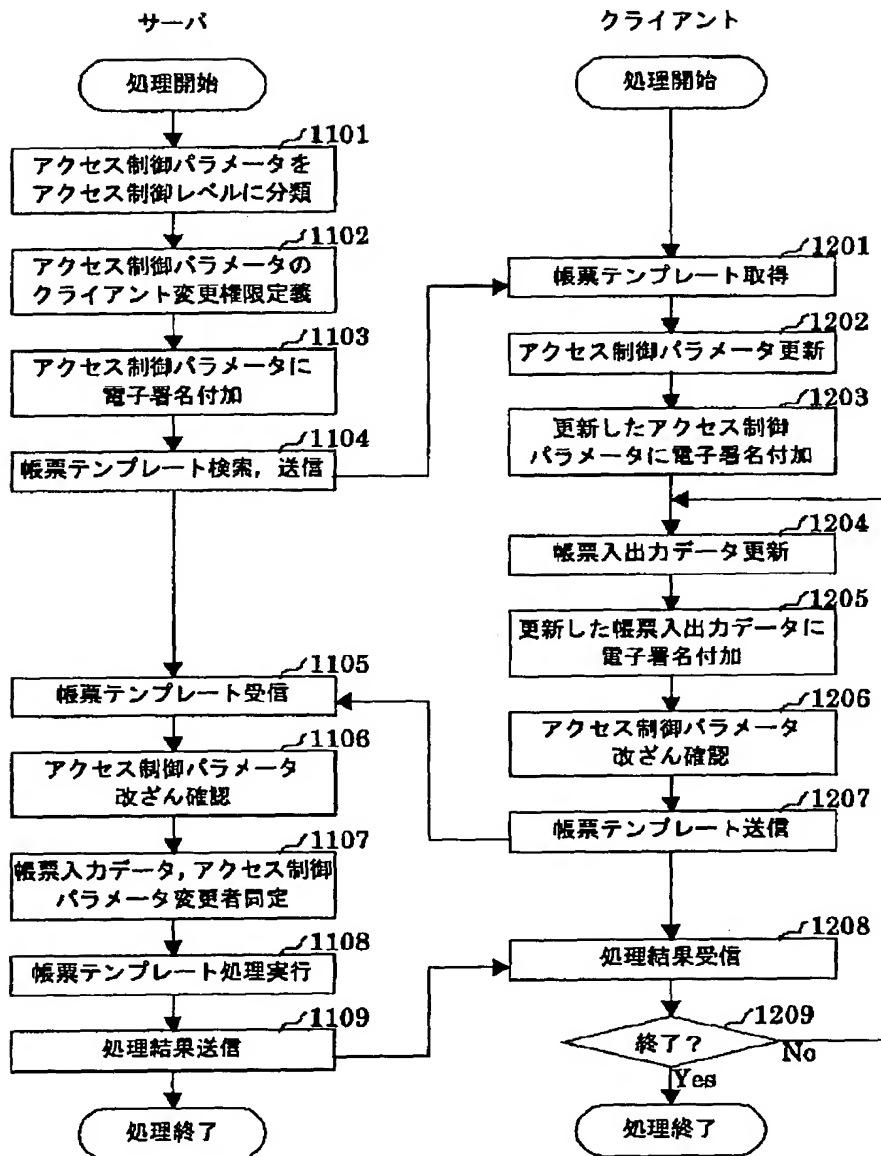 サーバ
処理開始
1101
アクセス制御パラメータを
アクセス制御レベルに分類
1102
アクセス制御パラメータの
クライアント変更権限定義
1103
アクセス制御パラメータに
電子署名付加
1104
帳票テンプレート検索，送信
1105
帳票テンプレート受信
1106
アクセス制御パラメータ
改ざん確認
1107
帳票入力データ，アクセス制御
パラメータ変更者同定
1108
帳票テンプレート処理実行
1109
処理結果送信
処理終了
クライアント
処理開始
1201
帳票テンプレート取得
1202
アクセス制御パラメータ更新
1203
更新したアクセス制御
パラメータに電子署名付加
1204
帳票入出力データ更新
1205
更新した帳票入出力データに
電子署名付加
1206
アクセス制御パラメータ
改ざん確認
1207
帳票テンプレート送信
1208
処理結果受信
1209
終了？
No
Yes
処理終了